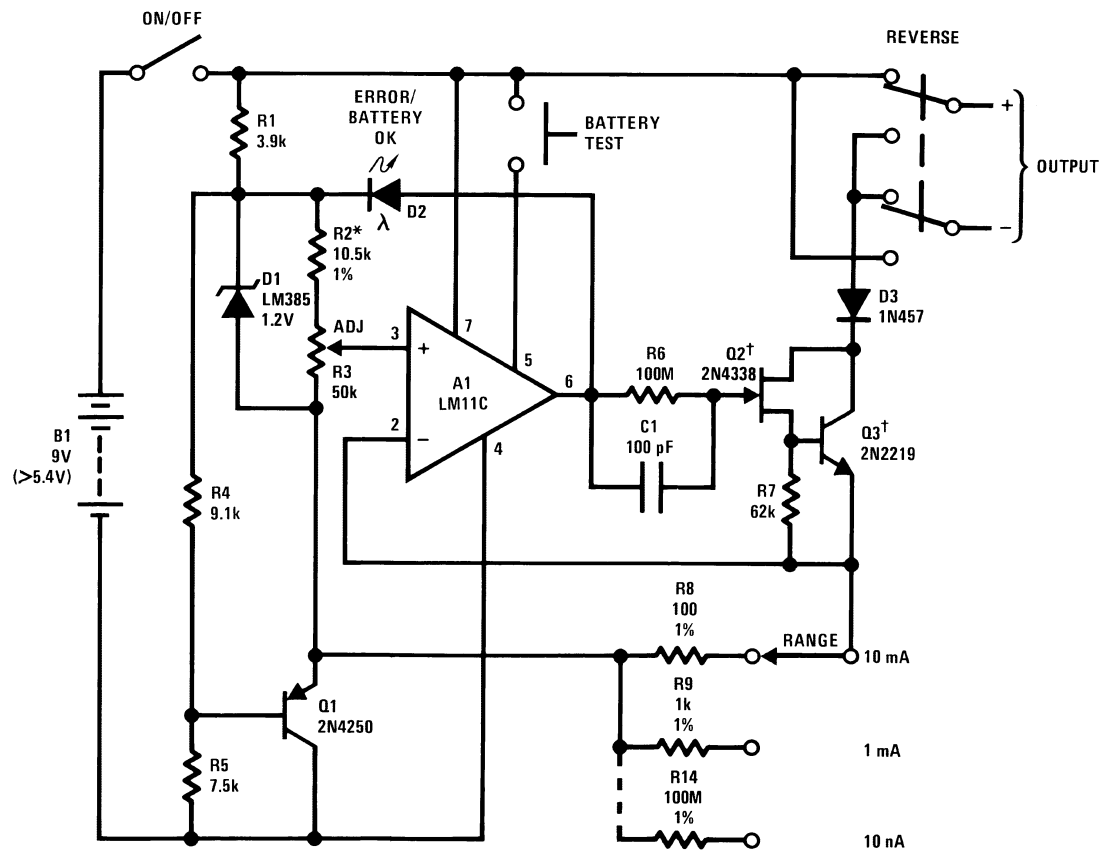 ON/OFF
REVERSE
R1
3.9k
ERROR/
BATTERY
OK
BATTERY
TEST
+
OUTPUT
−
λ
D2
R2*
10.5k
1%
D1
LM385
1.2V
ADJ
R3
50k
3
+
7
A1
LM11C
5
6
2
−
4
R6
100M
C1
100 pF
Q2†
2N4338
D3
1N457
Q3†
2N2219
R7
62k
B1
9V
(>5.4V)
R4
9.1k
R8
100
1%
RANGE
10 mA
R9
1k
1%
1 mA
Q1
2N4250
R5
7.5k
R14
100M
1%
10 nA